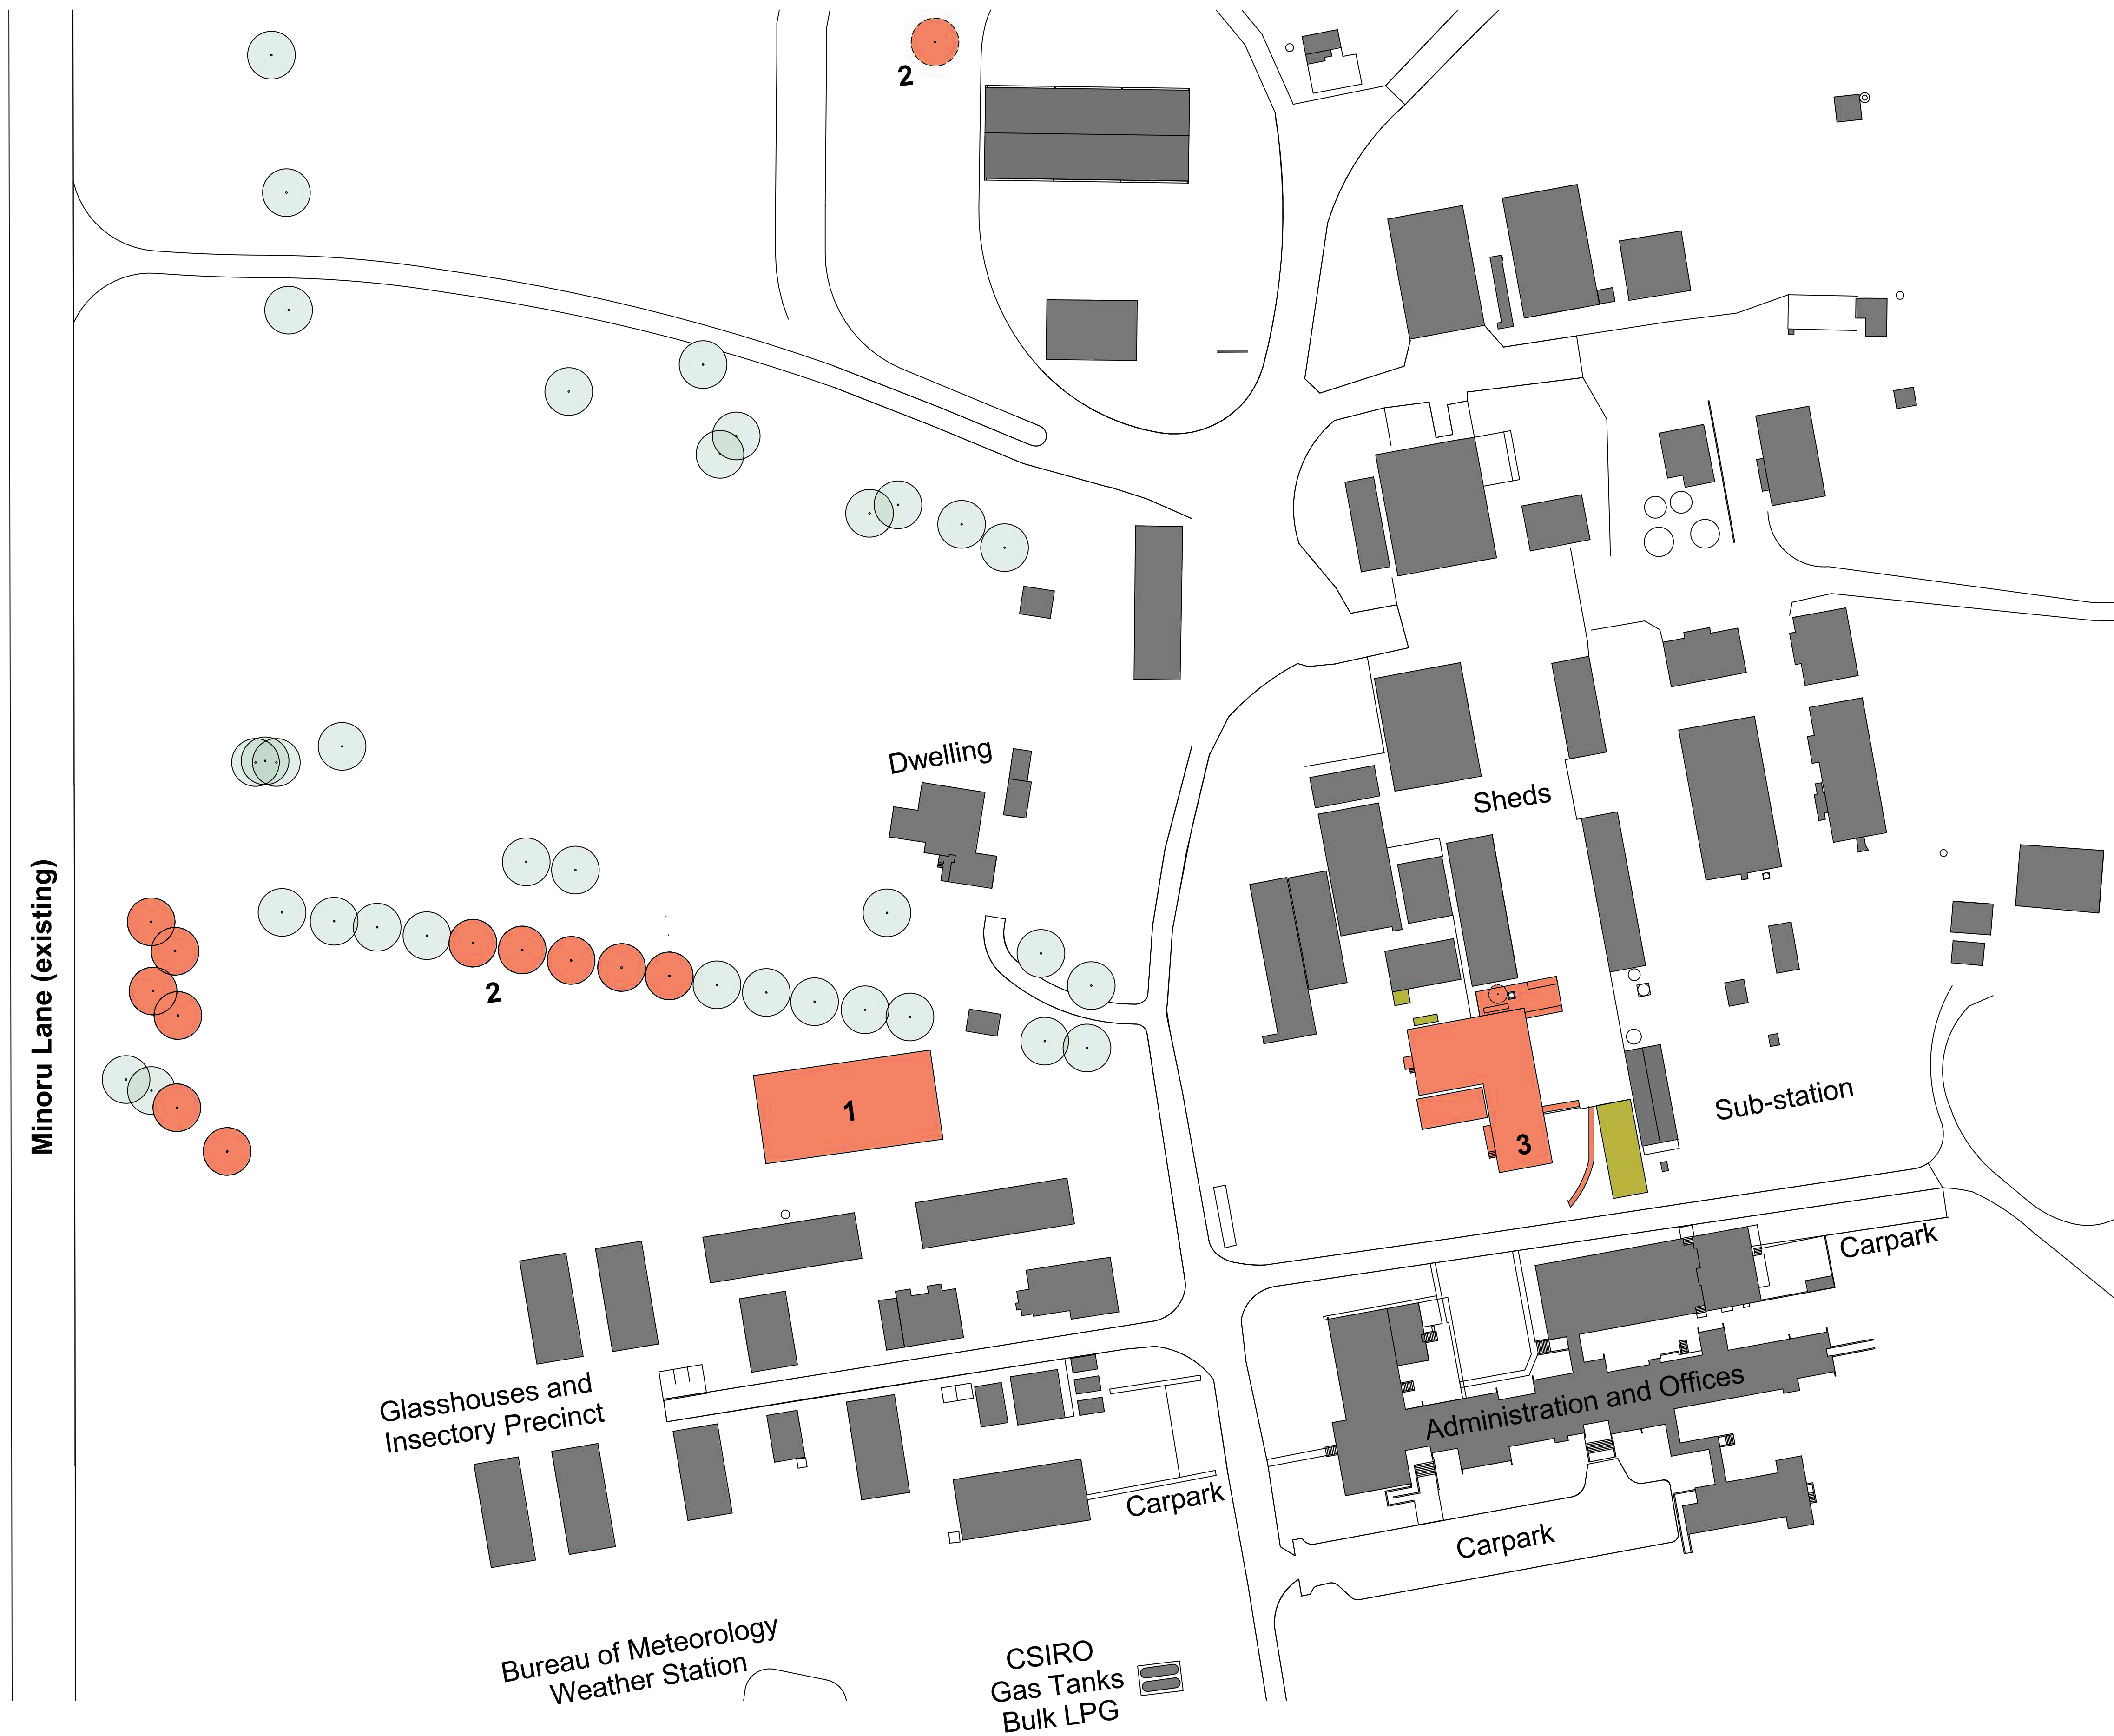 2
Dwelling
Sheds
Minoru Lane (existing)
2
1
Sub-station
3
Carpark
Glasshouses and
Insectory Precinct
Administration and Offices
Carpark
Carpark
Bureau of Meteorology
Weather Station
CSIRO
Gas Tanks
Bulk LPG